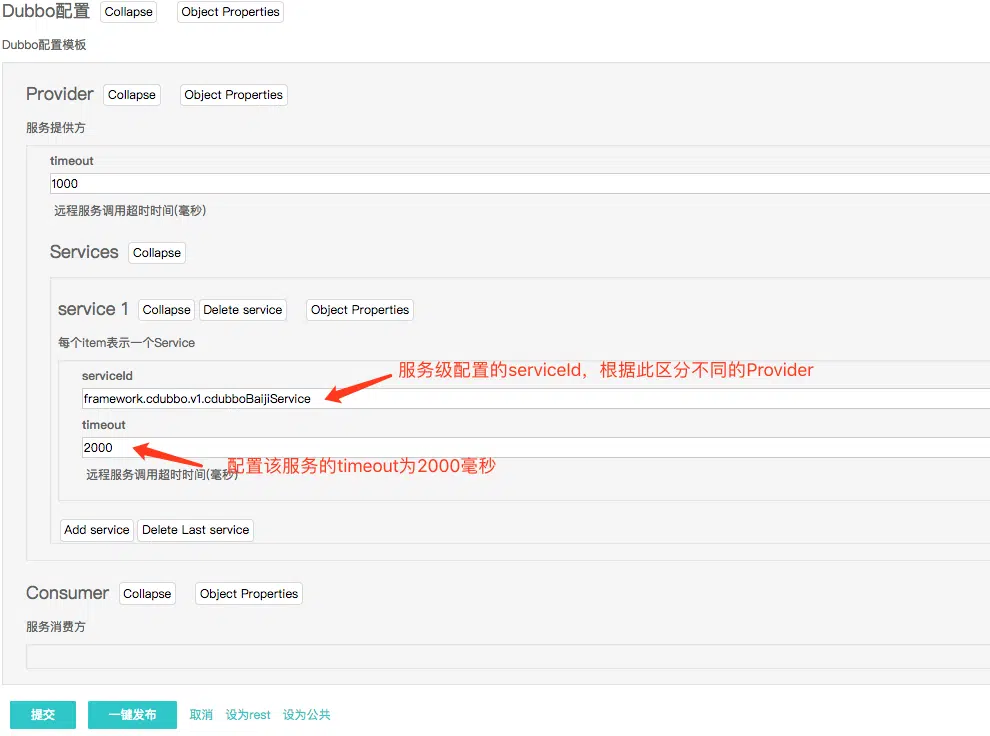 Dubbo配置 Collapse Object Properties
Dubbo配置模板
Provider Collapse Object Properties
服务提供方
timeout
1000
远程服务调用超时时间(毫秒)
Services Collapse
service 1 Collapse Delete service Object Properties
每个item表示一个Service
serviceId
服务级配置的serviceId，根据此区分不同的Provider
framework.cdubbo.v1.cdubboBaijiService
timeout
2000
配置该服务的timeout为2000毫秒
远程服务调用超时时间(毫秒)
Add service Delete Last service
Consumer Collapse Object Properties
服务消费方
提交 一键发布 取消 设为rest 设为公共